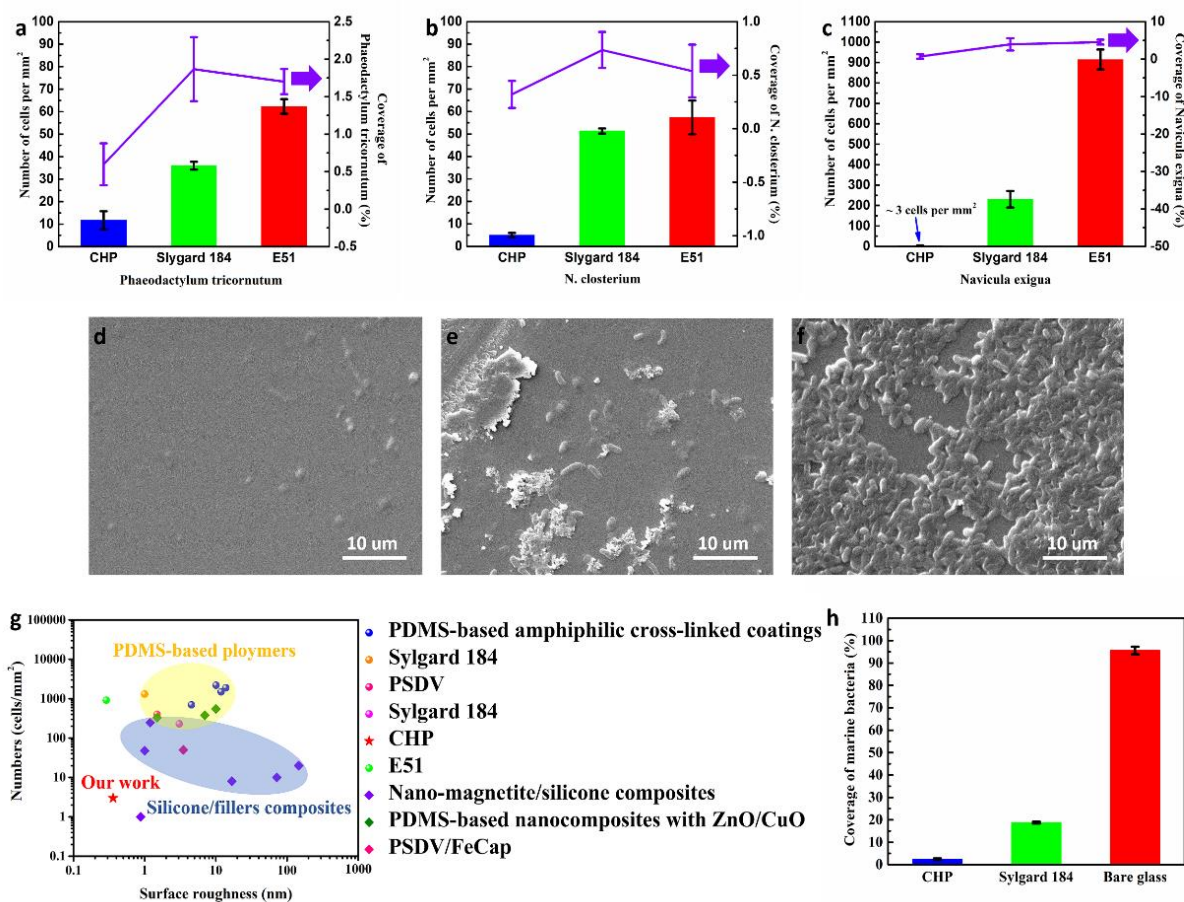 a
Number of cells per mm²
100
90
80
70
60
50
40
30
20
10
0
2.5
2.0
1.5
1.0
0.5
0.0
-0.5
Coverage of
Phaeodactylum tricornutum (%)
CHP Slygard 184 E51
Phaeodactylum tricornutum
b
Number of cells per mm²
100
90
80
70
60
50
40
30
20
10
0
1.0
0.5
0.0
-0.5
-1.0
Coverage of N. closterium (%)
CHP Slygard 184 E51
N. closterium
c
Number of cells per mm²
1100
1000
900
800
700
600
500
400
300
200
100
0
~ 3 cells per mm²
10
0
-10
-20
-30
-40
-50
Coverage of Navicula
exigua (%)
CHP Slygard 184 E51
Navicula exigua
d
10 um
e
10 um
f
10 um
g
Numbers (cells/mm²)
100000
10000
1000
100
10
1
0.1
PDMS-based ploymers
Our work
Silicone/fillers composites
0.1 1 10 100 1000
Surface roughness (nm)
PDMS-based amphiphilic cross-linked coatings
Sylgard 184
PSDV
Sylgard 184
CHP
E51
Nano-magnetite/silicone composites
PDMS-based nanocomposites with ZnO/CuO
PSDV/FeCap
h
Coverage of marine bacteria (%)
110
100
90
80
70
60
50
40
30
20
10
0
CHP Sylgard 184 Bare glass